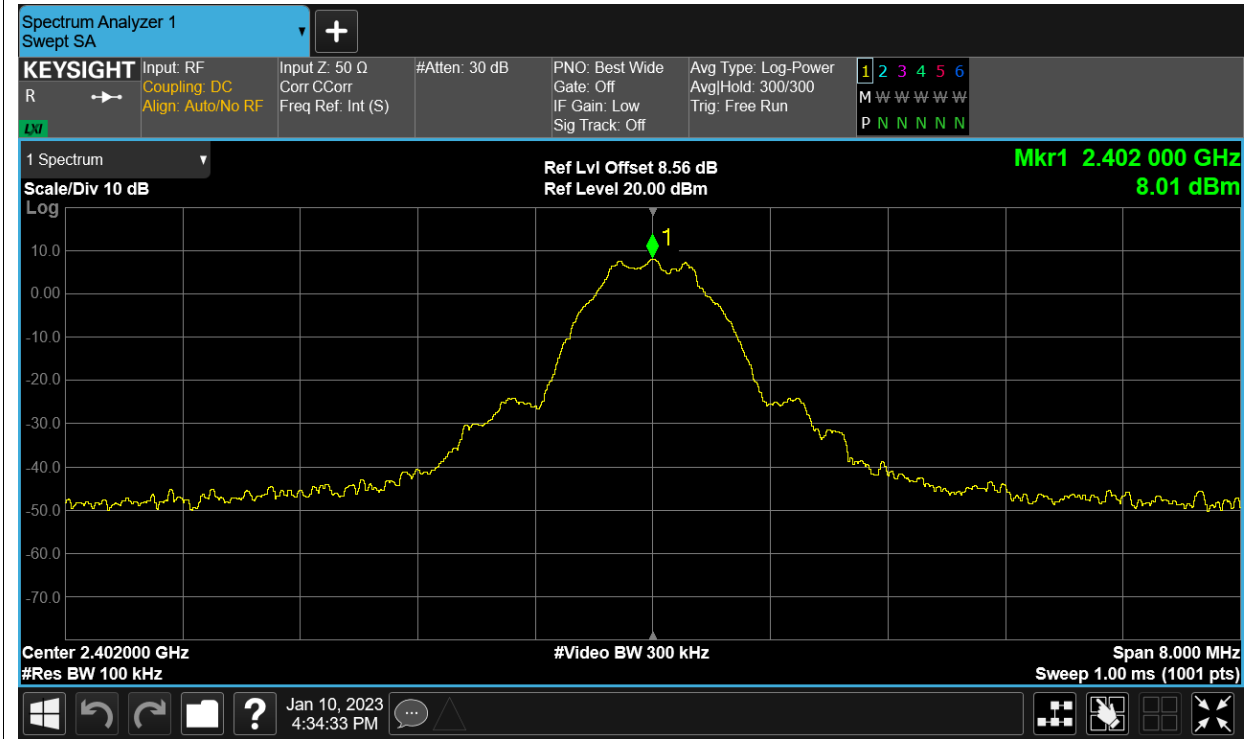 Spectrum Analyzer 1
Swept SA
KEYSIGHT
R
LXI
Input: RF
Coupling: DC
Align: Auto/No RF
Input Z: 50 Ω
Corr CCorr
Freq Ref: Int (S)
#Atten: 30 dB
PNO: Best Wide
Gate: Off
IF Gain: Low
Sig Track: Off
Avg Type: Log-Power
Avg|Hold: 300/300
Trig: Free Run
1 2 3 4 5 6
M W W W W W
P N N N N N
1 Spectrum
Scale/Div 10 dB
Log
Ref Lvl Offset 8.56 dB
Ref Level 20.00 dBm
Mkr1 2.402 000 GHz
8.01 dBm
1
10.0
0.00
-10.0
-20.0
-30.0
-40.0
-50.0
-60.0
-70.0
Center 2.402000 GHz
#Res BW 100 kHz
#Video BW 300 kHz
Span 8.000 MHz
Sweep 1.00 ms (1001 pts)
?
Jan 10, 2023
4:34:33 PM